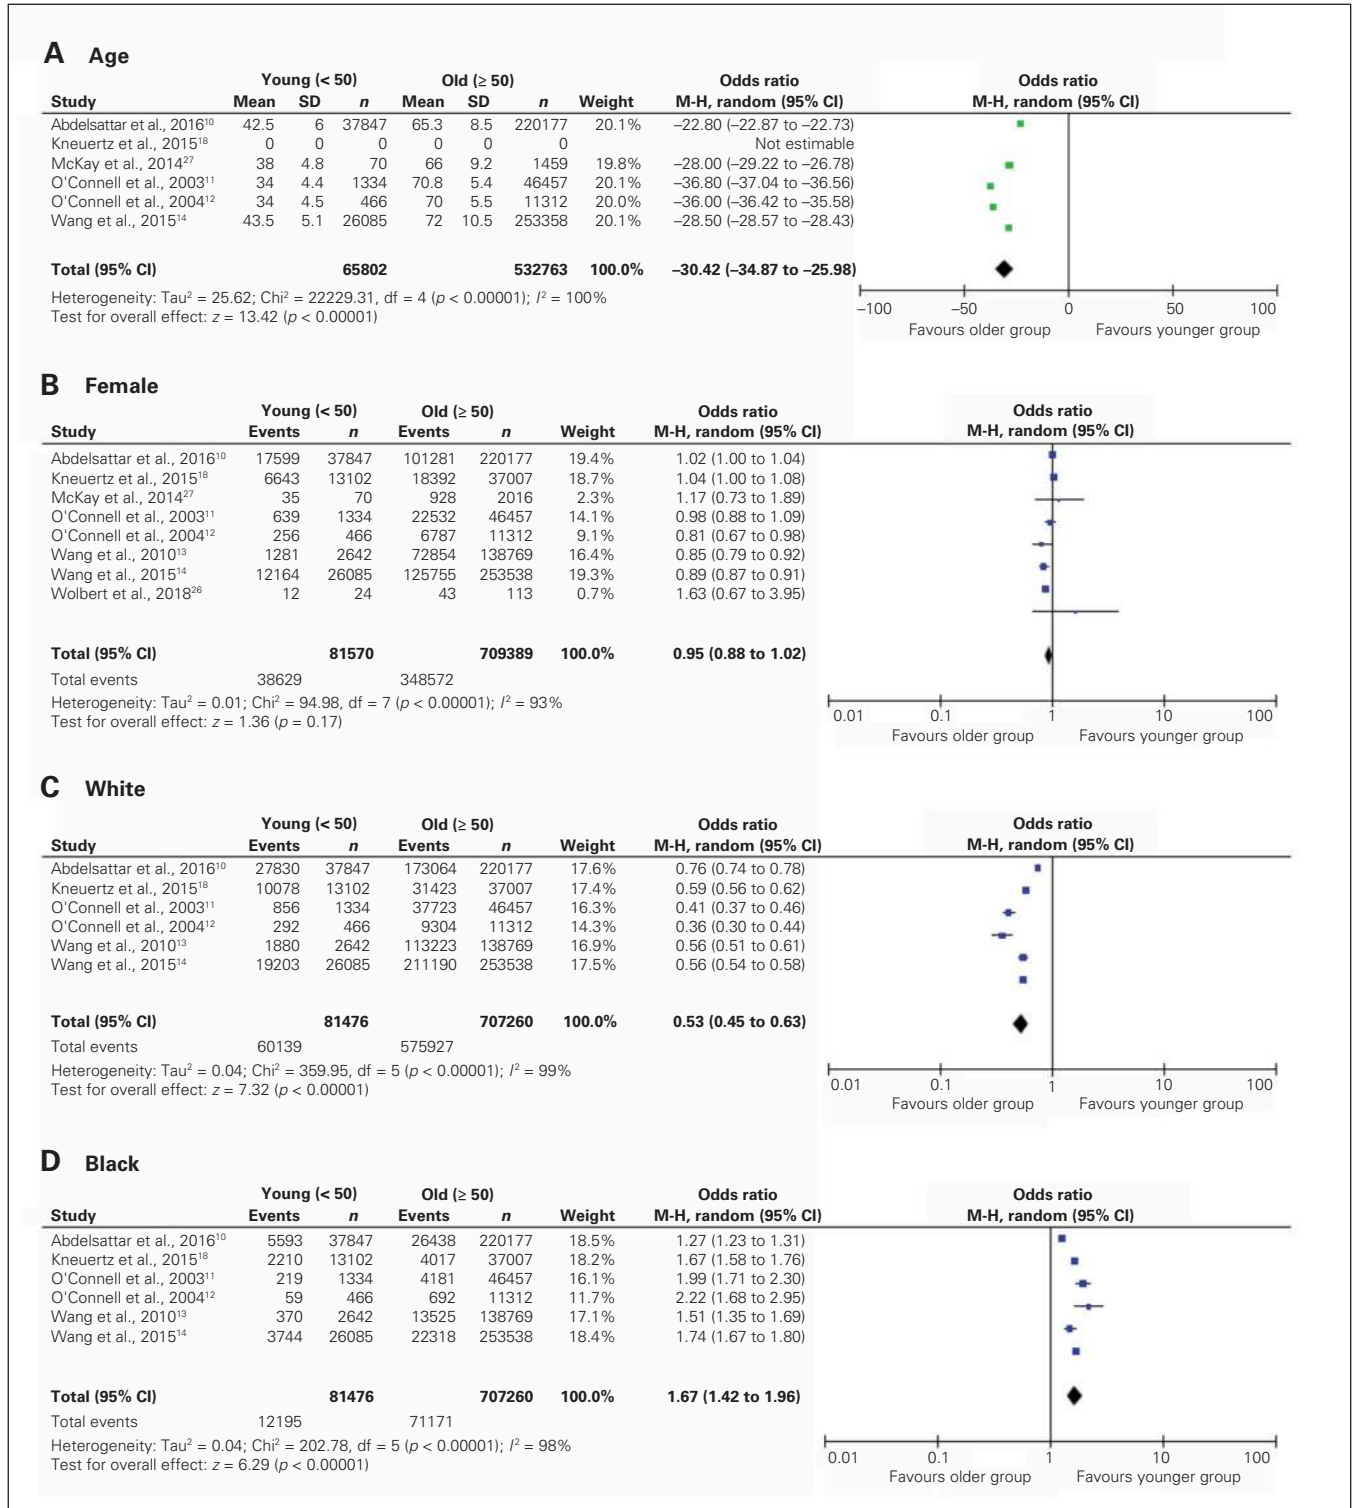 A Age
Young (< 50) Old (≥ 50) Odds ratio Odds ratio
Study Mean SD n Mean SD n Weight M-H, random (95% CI) M-H, random (95% CI)
Abdelsattar et al., 2016¹⁰ 42.5 6 37847 65.3 8.5 220177 20.1% –22.80 (–22.87 to –22.73)
Kneuertz et al., 2015¹⁸ 0 0 0 0 0 0 Not estimable
McKay et al., 2014²⁷ 38 4.8 70 66 9.2 1459 19.8% –28.00 (–29.22 to –26.78)
O'Connell et al., 2003¹¹ 34 4.4 1334 70.8 5.4 46457 20.1% –36.80 (–37.04 to –36.56)
O'Connell et al., 2004¹² 34 4.5 466 70 5.5 11312 20.0% –36.00 (–36.42 to –35.58)
Wang et al., 2015¹⁴ 43.5 5.1 26085 72 10.5 253358 20.1% –28.50 (–28.57 to –28.43)
Total (95% CI) 65802 532763 100.0% –30.42 (–34.87 to –25.98)
Heterogeneity: Tau² = 25.62; Chi² = 22229.31, df = 4 (p < 0.00001); I² = 100%
Test for overall effect: z = 13.42 (p < 0.00001)
–100 –50 0 50 100
Favours older group Favours younger group
B Female
Young (< 50) Old (≥ 50) Odds ratio Odds ratio
Study Events n Events n Weight M-H, random (95% CI) M-H, random (95% CI)
Abdelsattar et al., 2016¹⁰ 17599 37847 101281 220177 19.4% 1.02 (1.00 to 1.04)
Kneuertz et al., 2015¹⁸ 6643 13102 18392 37007 18.7% 1.04 (1.00 to 1.08)
McKay et al., 2014²⁷ 35 70 928 2016 2.3% 1.17 (0.73 to 1.89)
O'Connell et al., 2003¹¹ 639 1334 22532 46457 14.1% 0.98 (0.88 to 1.09)
O'Connell et al., 2004¹² 256 466 6787 11312 9.1% 0.81 (0.67 to 0.98)
Wang et al., 2010¹³ 1281 2642 72854 138769 16.4% 0.85 (0.79 to 0.92)
Wang et al., 2015¹⁴ 12164 26085 125755 253538 19.3% 0.89 (0.87 to 0.91)
Wolbert et al., 2018²⁶ 12 24 43 113 0.7% 1.63 (0.67 to 3.95)
Total (95% CI) 81570 709389 100.0% 0.95 (0.88 to 1.02)
Total events 38629 348572
Heterogeneity: Tau² = 0.01; Chi² = 94.98, df = 7 (p < 0.00001); I² = 93%
Test for overall effect: z = 1.36 (p = 0.17)
0.01 0.1 1 10 100
Favours older group Favours younger group
C White
Young (< 50) Old (≥ 50) Odds ratio Odds ratio
Study Events n Events n Weight M-H, random (95% CI) M-H, random (95% CI)
Abdelsattar et al., 2016¹⁰ 27830 37847 173064 220177 17.6% 0.76 (0.74 to 0.78)
Kneuertz et al., 2015¹⁸ 10078 13102 31423 37007 17.4% 0.59 (0.56 to 0.62)
O'Connell et al., 2003¹¹ 856 1334 37723 46457 16.3% 0.41 (0.37 to 0.46)
O'Connell et al., 2004¹² 292 466 9304 11312 14.3% 0.36 (0.30 to 0.44)
Wang et al., 2010¹³ 1880 2642 113223 138769 16.9% 0.56 (0.51 to 0.61)
Wang et al., 2015¹⁴ 19203 26085 211190 253538 17.5% 0.56 (0.54 to 0.58)
Total (95% CI) 81476 707260 100.0% 0.53 (0.45 to 0.63)
Total events 60139 575927
Heterogeneity: Tau² = 0.04; Chi² = 359.95, df = 5 (p < 0.00001); I² = 99%
Test for overall effect: z = 7.32 (p < 0.00001)
0.01 0.1 1 10 100
Favours older group Favours younger group
D Black
Young (< 50) Old (≥ 50) Odds ratio Odds ratio
Study Events n Events n Weight M-H, random (95% CI) M-H, random (95% CI)
Abdelsattar et al., 2016¹⁰ 5593 37847 26438 220177 18.5% 1.27 (1.23 to 1.31)
Kneuertz et al., 2015¹⁸ 2210 13102 4017 37007 18.2% 1.67 (1.58 to 1.76)
O'Connell et al., 2003¹¹ 219 1334 4181 46457 16.1% 1.99 (1.71 to 2.30)
O'Connell et al., 2004¹² 59 466 692 11312 11.7% 2.22 (1.68 to 2.95)
Wang et al., 2010¹³ 370 2642 13525 138769 17.1% 1.51 (1.35 to 1.69)
Wang et al., 2015¹⁴ 3744 26085 22318 253538 18.4% 1.74 (1.67 to 1.80)
Total (95% CI) 81476 707260 100.0% 1.67 (1.42 to 1.96)
Total events 12195 71171
Heterogeneity: Tau² = 0.04; Chi² = 202.78, df = 5 (p < 0.00001); I² = 98%
Test for overall effect: z = 6.29 (p < 0.00001)
0.01 0.1 1 10 100
Favours older group Favours younger group